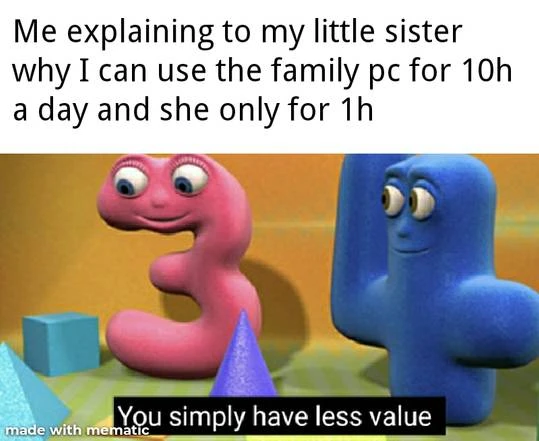 Me explaining to my little sister
why I can use the family pc for 10h
a day and she only for 1h
You simply have less value
made with mematic